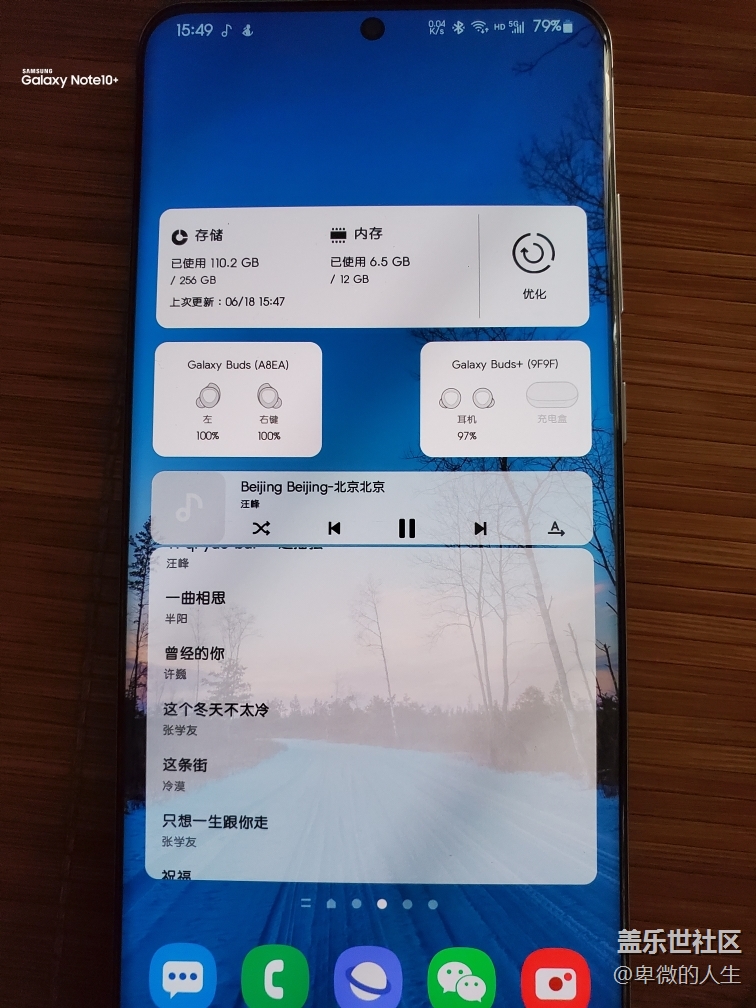 15:49
0.04 K/s HD 5G 79%
SAMSUNG
Galaxy Note10+
存储
内存
已使用 110.2 GB
/ 256 GB
已使用 6.5 GB
/ 12 GB
上次更新：06/18 15:47
优化
Galaxy Buds (A8EA)
左
右键
100%
100%
Galaxy Buds+ (9F9F)
耳机
充电盒
97%
Beijing Beijing-北京北京
汪峰
A
汪峰
一曲相思
半阳
曾经的你
许巍
这个冬天不太冷
张学友
这条街
冷漠
只想一生跟你走
张学友
祝福
盖乐世社区
@卑微的人生